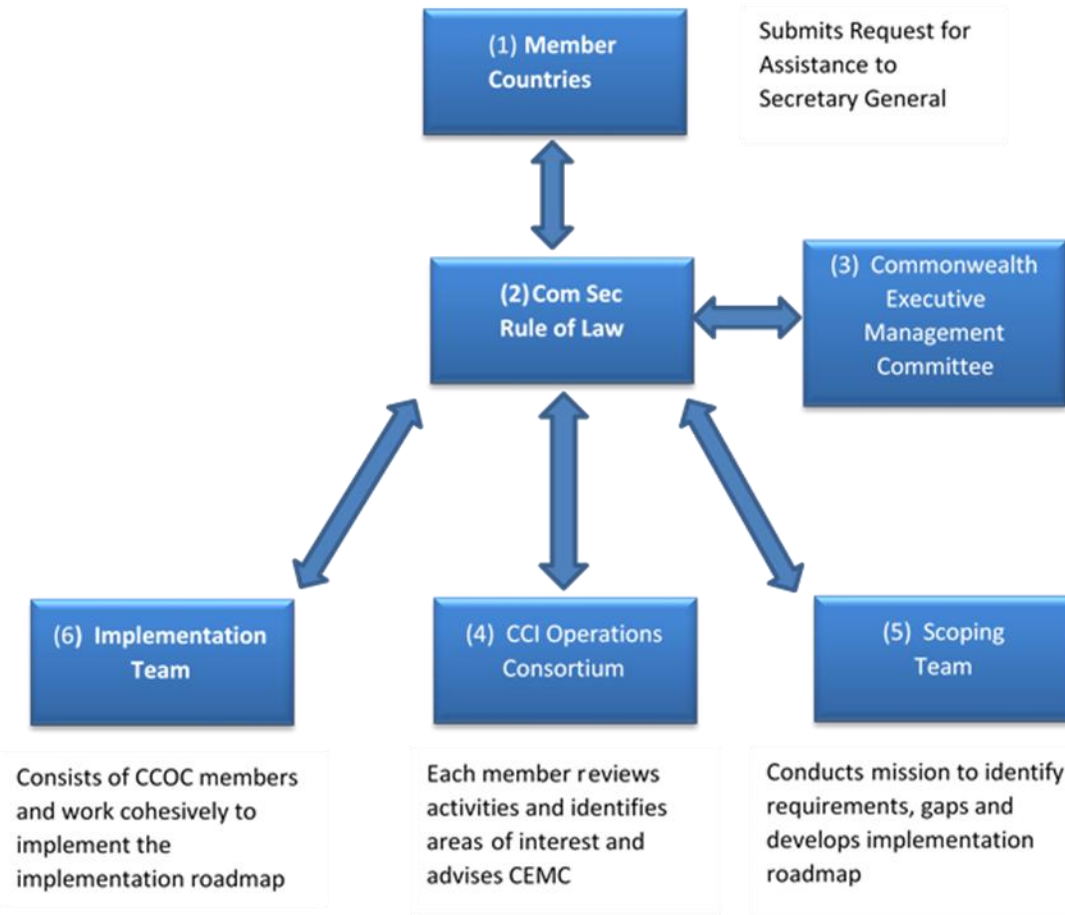 (1) Member
Countries
Submits Request for
Assistance to
Secretary General
(2)Com Sec
Rule of Law
(3) Commonwealth
Executive
Management
Committee
(6) Implementation
Team
(4) CCI Operations
Consortium
(5) Scoping
Team
Consists of CCOC members
and work cohesively to
implement the
implementation roadmap
Each member reviews
activities and identifies
areas of interest and
advises CEMC
Conducts mission to identify
requirements, gaps and
develops implementation
roadmap